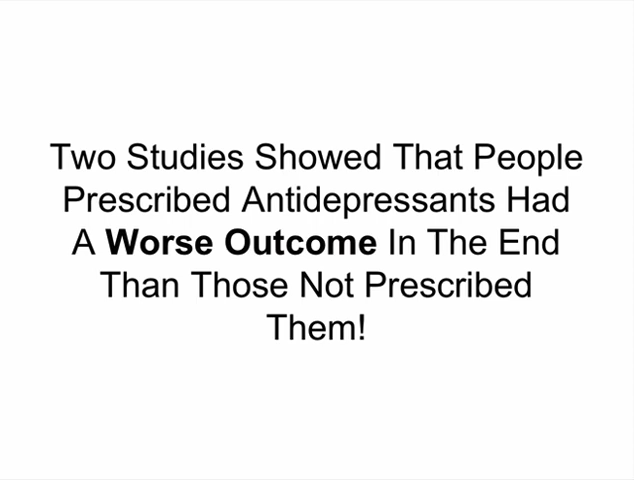 Two Studies Showed That People
Prescribed Antidepressants Had
A Worse Outcome In The End
Than Those Not Prescribed
Them!